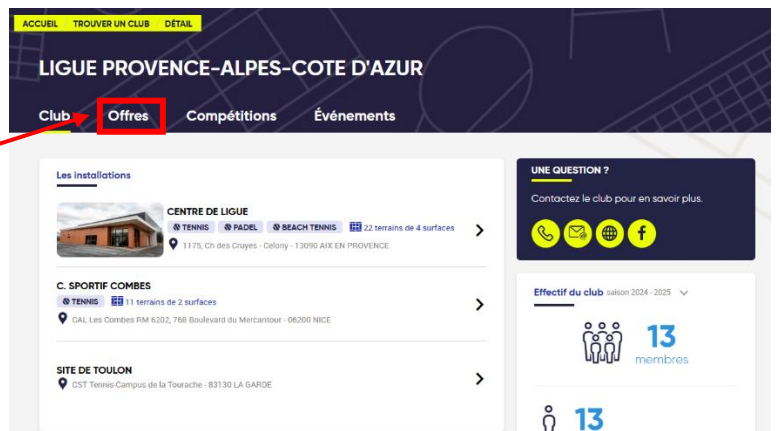 ACCUEIL TROUVER UN CLUB DÉTAIL
LIGUE PROVENCE-ALPES-COTE D'AZUR
Club Offres Compétitions Événements
Les installations
CENTRE DE LIGUE
TENNIS PADEL BEACH TENNIS 22 terrains de 4 surfaces
1175, Ch des Cruyes - Celony - 13090 AIX EN PROVENCE
C. SPORTIF COMBES
TENNIS 11 terrains de 2 surfaces
CAL Les Combes RM 6202, 768 Boulevard du Mercantour - 06200 NICE
SITE DE TOULON
CST Tennis-Campus de la Tourache - 83130 LA GARDE
UNE QUESTION ?
Contactez le club pour en savoir plus.
Effectif du club saison 2024 - 2025
13
membres
13